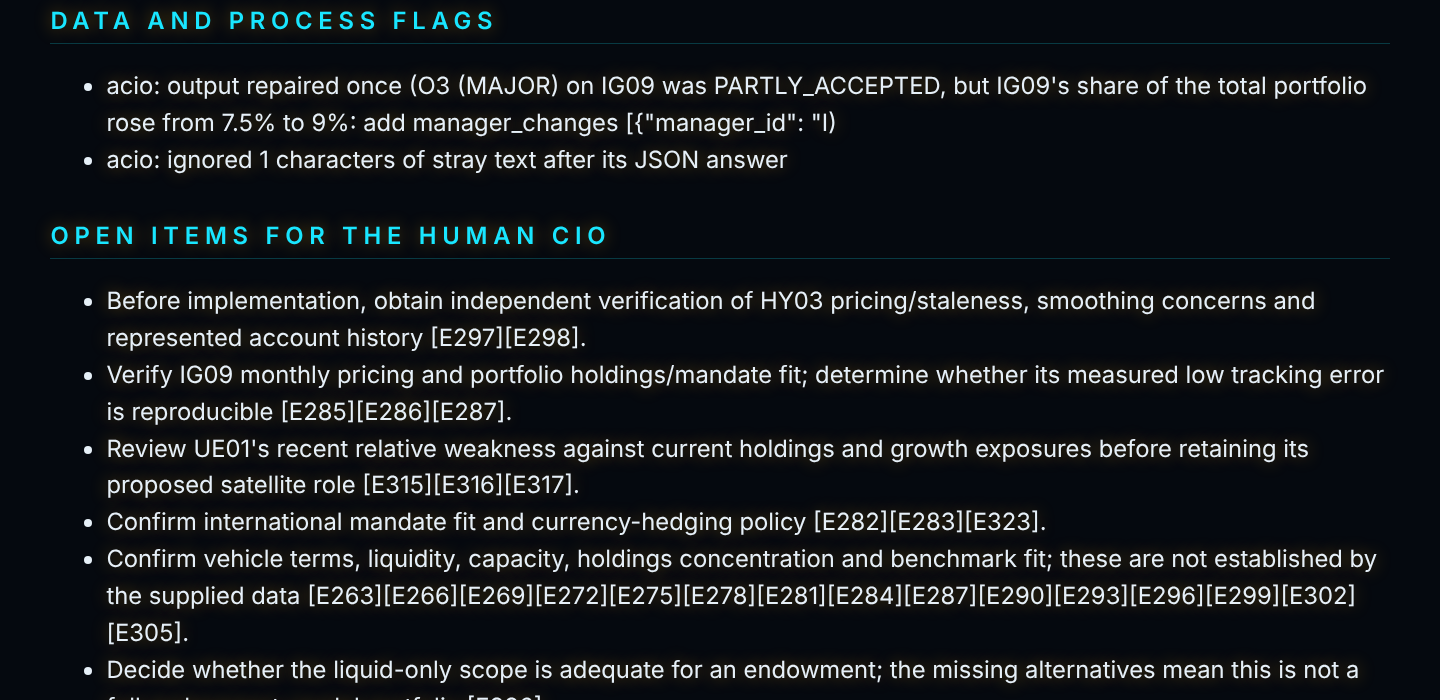 DATA AND PROCESS FLAGS
• acio: output repaired once (O3 (MAJOR) on IG09 was PARTLY_ACCEPTED, but IG09's share of the total portfolio
rose from 7.5% to 9%: add manager_changes [{"manager_id": "I)
• acio: ignored 1 characters of stray text after its JSON answer
OPEN ITEMS FOR THE HUMAN CIO
• Before implementation, obtain independent verification of HY03 pricing/staleness, smoothing concerns and
represented account history [E297][E298].
• Verify IG09 monthly pricing and portfolio holdings/mandate fit; determine whether its measured low tracking error
is reproducible [E285][E286][E287].
• Review UE01's recent relative weakness against current holdings and growth exposures before retaining its
proposed satellite role [E315][E316][E317].
• Confirm international mandate fit and currency-hedging policy [E282][E283][E323].
• Confirm vehicle terms, liquidity, capacity, holdings concentration and benchmark fit; these are not established by
the supplied data [E263][E266][E269][E272][E275][E278][E281][E284][E287][E290][E293][E296][E299][E302]
[E305].
• Decide whether the liquid-only scope is adequate for an endowment; the missing alternatives mean this is not a